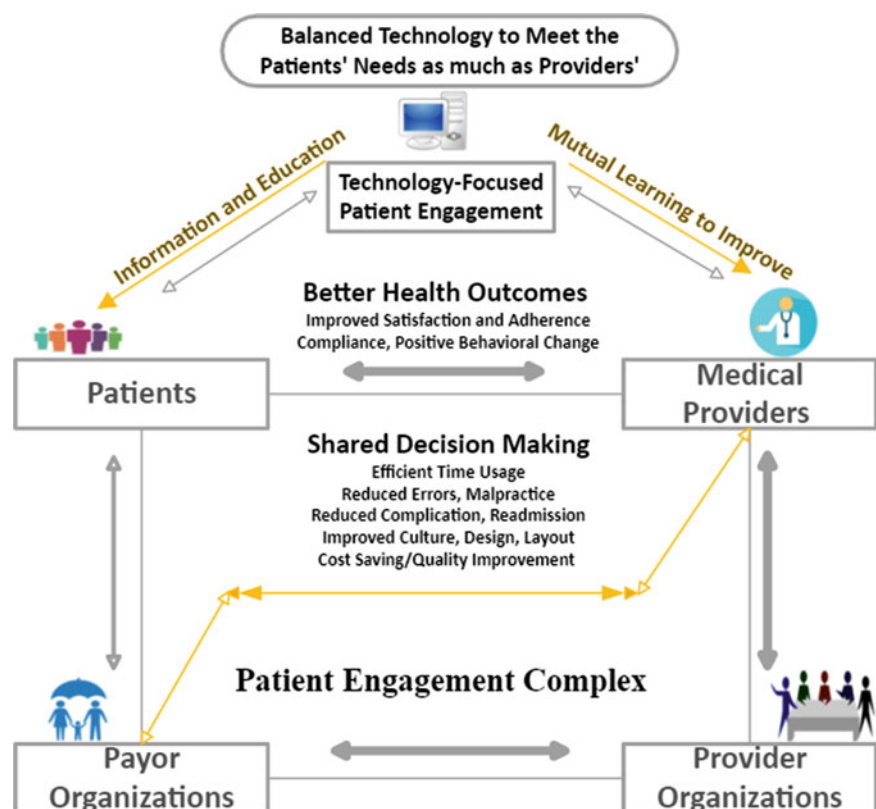 Balanced Technology to Meet the
Patients' Needs as much as Providers'
Information and Education
Mutual Learning to Improve
Technology-Focused
Patient Engagement
Better Health Outcomes
Improved Satisfaction and Adherence
Compliance, Positive Behavioral Change
Patients
Medical
Providers
Shared Decision Making
Efficient Time Usage
Reduced Errors, Malpractice
Reduced Complication, Readmission
Improved Culture, Design, Layout
Cost Saving/Quality Improvement
Patient Engagement Complex
Payor
Organizations
Provider
Organizations